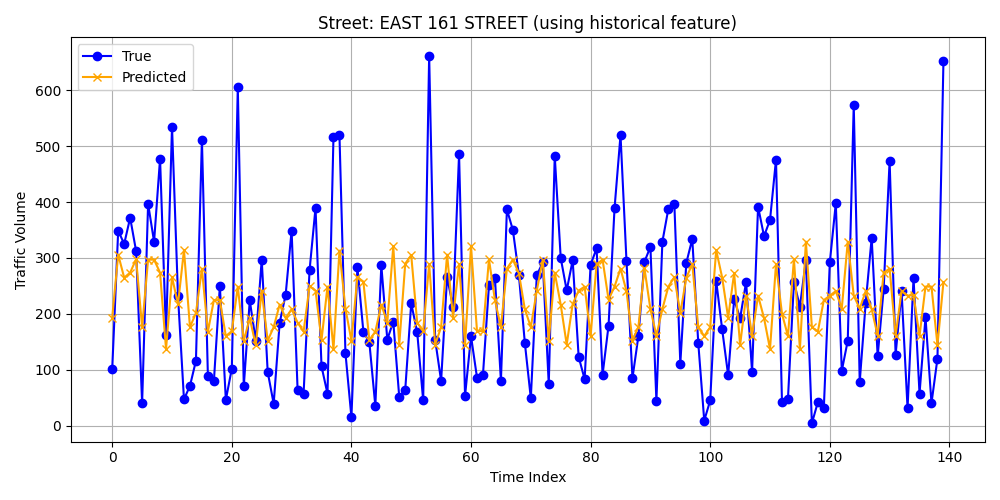 Street: EAST 161 STREET (using historical feature)
True
Predicted
Traffic Volume
600
500
400
300
200
100
0
0 20 40 60 80 100 120 140
Time Index